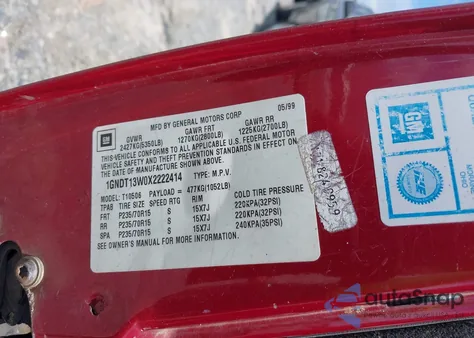 MFD BY GENERAL MOTORS CORP 05/99
GM
GVWR GAWR FRT GAWR RR
2427KG(5350LB) 1270KG(2800LB) 1225KG(2700LB)
THIS VEHICLE CONFORMS TO ALL APPLICABLE U.S. FEDERAL MOTOR
VEHICLE SAFETY AND THEFT PREVENTION STANDARDS IN EFFECT ON
THE DATE OF MANUFACTURE SHOWN ABOVE.
1GNDT13W0X2222414 TYPE: M.P.V.
MODEL: T10506 PAYLOAD = 477KG(1052LB)
TPAB TIRE SIZE SPEED RTG RIM COLD TIRE PRESSURE
FRT P235/70R15 S 15X7J 220KPA(32PSI)
RR P235/70R15 S 15X7J 220KPA(32PSI)
SPA P235/70R15 S 15X7J 240KPA(35PSI)
SEE OWNER'S MANUAL FOR MORE INFORMATION.
GM
autoSnap